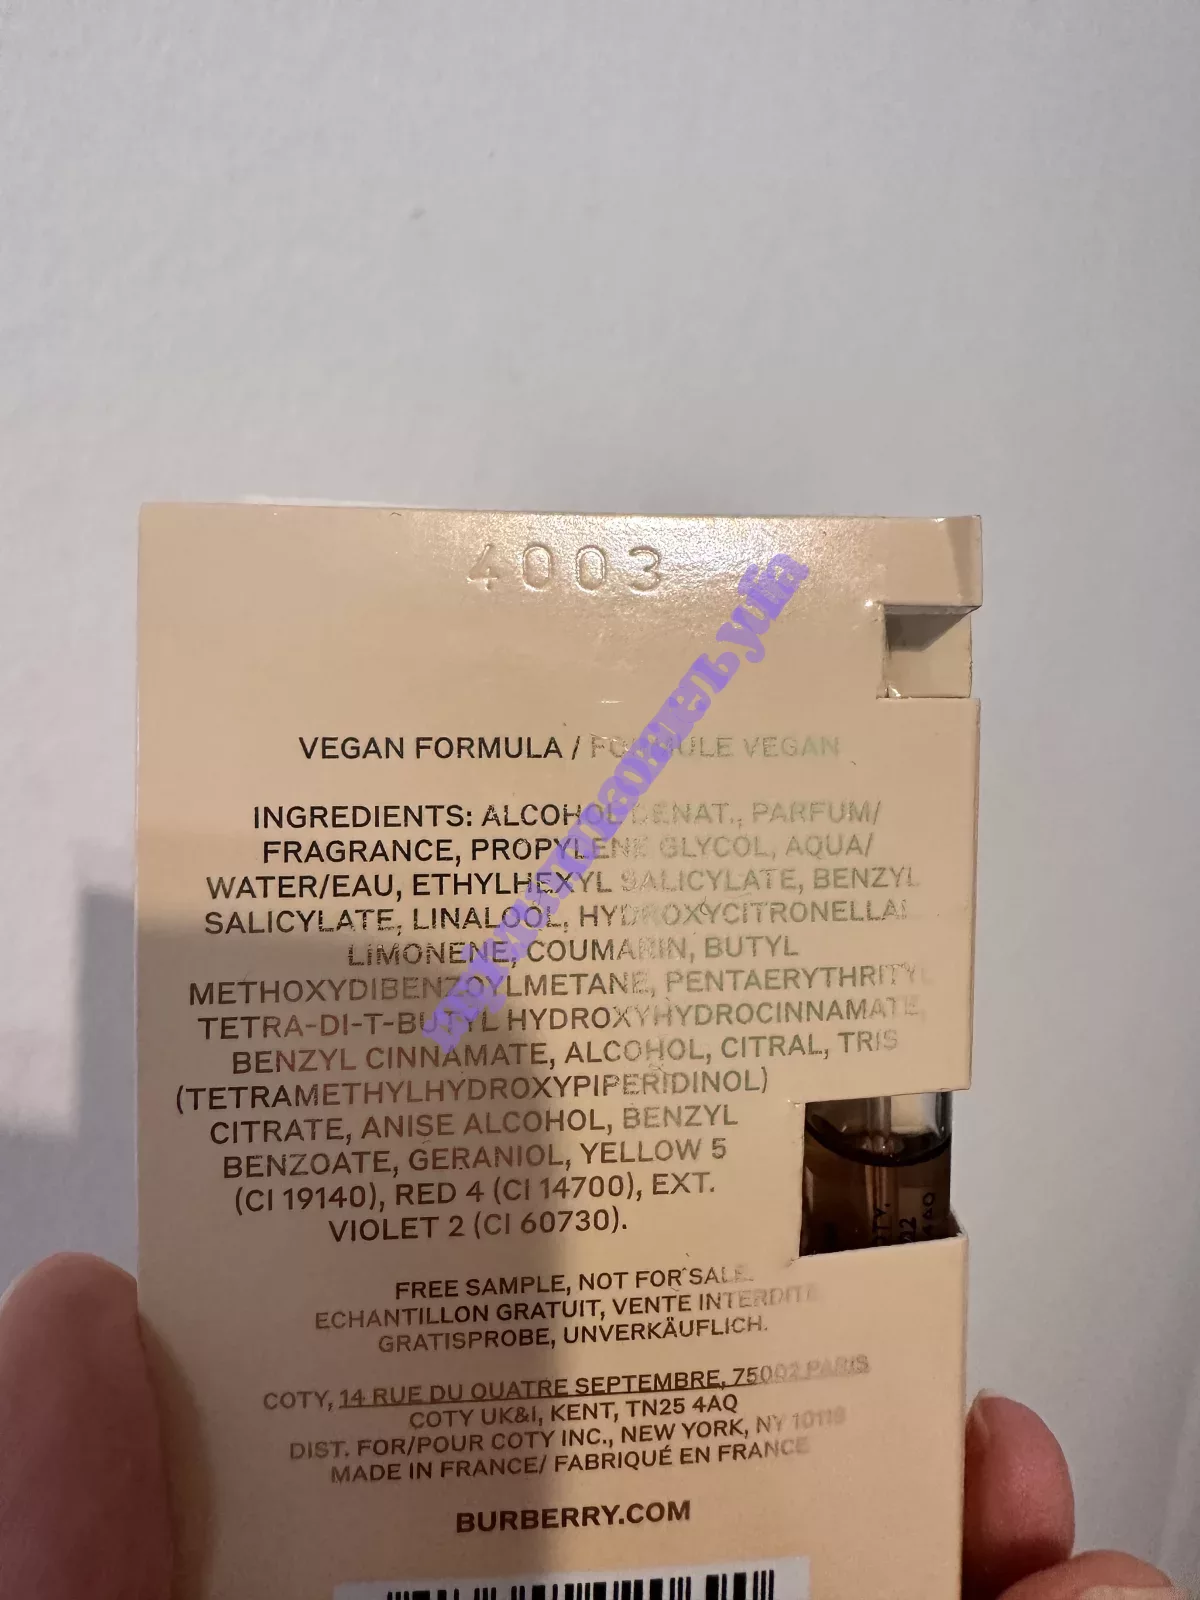 4003
VEGAN FORMULA / FORMULE VEGAN
INGREDIENTS: ALCOHOL DENAT., PARFUM/
FRAGRANCE, PROPYLENE GLYCOL, AQUA/
WATER/EAU, ETHYLHEXYL SALICYLATE, BENZYL
SALICYLATE, LINALOOL, HYDROXYCITRONELLAL
LIMONENE, COUMARIN, BUTYL
METHOXYDIBENZOYLMETANE, PENTAERYTHRITYL
TETRA-DI-T-BUTYL HYDROXYHYDROCINNAMATE,
BENZYL CINNAMATE, ALCOHOL, CITRAL, TRIS
(TETRAMETHYLHYDROXYPIPERIDINOL)
CITRATE, ANISE ALCOHOL, BENZYL
BENZOATE, GERANIOL, YELLOW 5
(CI 19140), RED 4 (CI 14700), EXT.
VIOLET 2 (CI 60730).
FREE SAMPLE, NOT FOR SALE.
ECHANTILLON GRATUIT, VENTE INTERDITE
GRATISPROBE, UNVERKÄUFLICH.
COTY, 14 RUE DU QUATRE SEPTEMBRE, 75002 PARIS
COTY UK&I, KENT, TN25 4AQ
DIST. FOR/POUR COTY INC., NEW YORK, NY 10118
MADE IN FRANCE/ FABRIQUÉ EN FRANCE
BURBERRY.COM